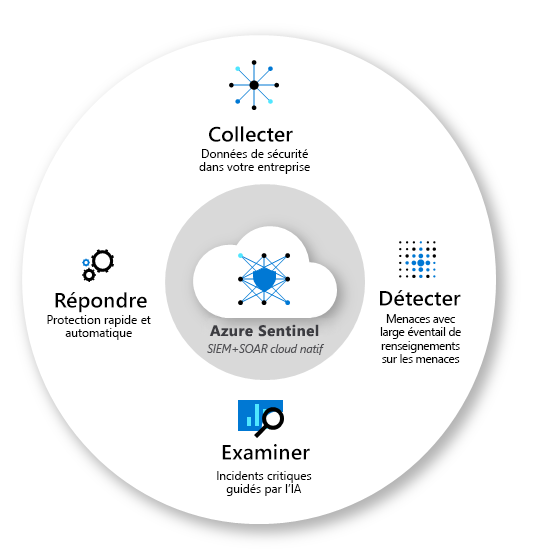 Collecter
Données de sécurité
dans votre entreprise
Répondre
Protection rapide et
automatique
Azure Sentinel
SIEM+SOAR cloud natif
Détecter
Menaces avec
large éventail de
renseignements
sur les menaces
Examiner
Incidents critiques
guidés par l'IA